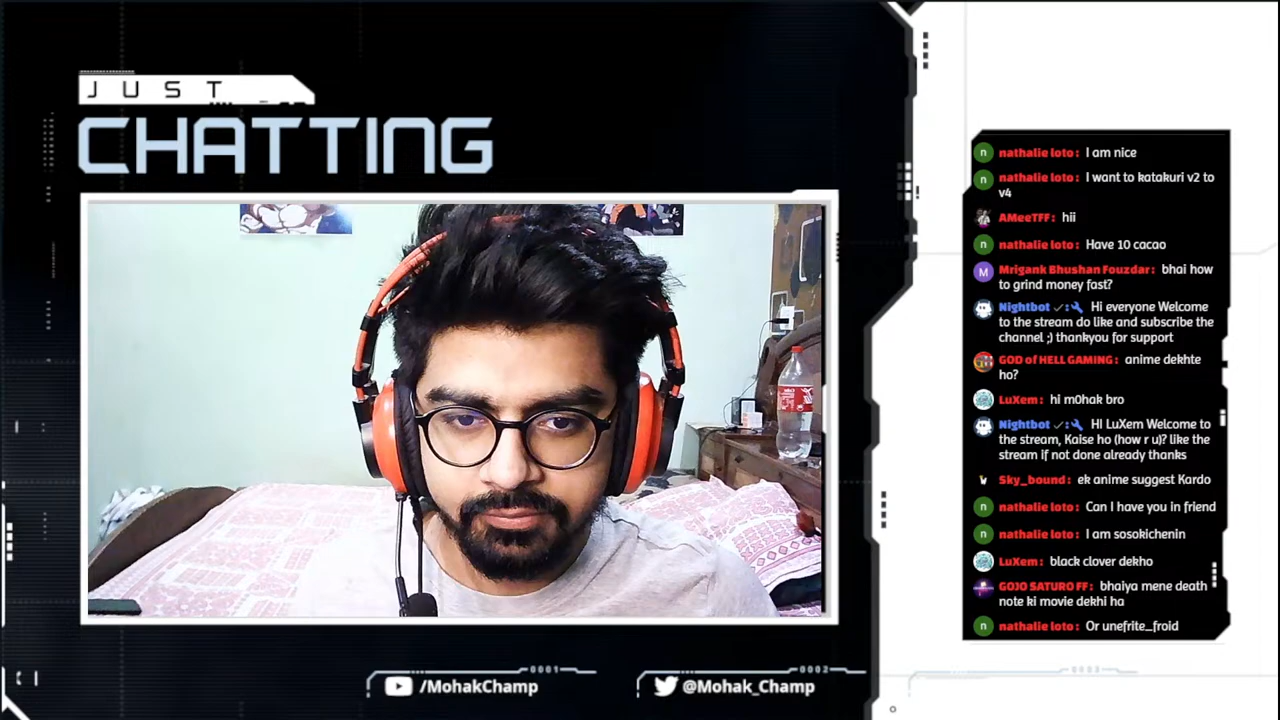 JUST
CHATTING
nathalie loto: I am nice
nathalie loto: I want to katakuri v2 to
v4
AMeeTFF: hii
nathalie loto: Have 10 cacao
M Mrigank Bhushan Fouzdar: bhai how
to grind money fast?
Nightbot: Hi everyone Welcome
to the stream do like and subscribe the
channel ;) thankyou for support
GOD of HELL GAMING: anime dekhte
ho?
LuXem: hi m0hak bro
Nightbot: HI LuXem Welcome to
the stream, Kaise ho (how r u)? like the
stream if not done already thanks
Sky_bound: ek anime suggest Kardo
n nathalie loto: Can I have you in friend
n nathalie loto: I am sosokichenin
LuXem: black clover dekho
GOJO SATURO FF: bhaiya mene death
note ki movie dekhi ha
n nathalie loto: Or unefrite_froid
0001
/MohakChamp
0002
@Mohak_Champ
0003